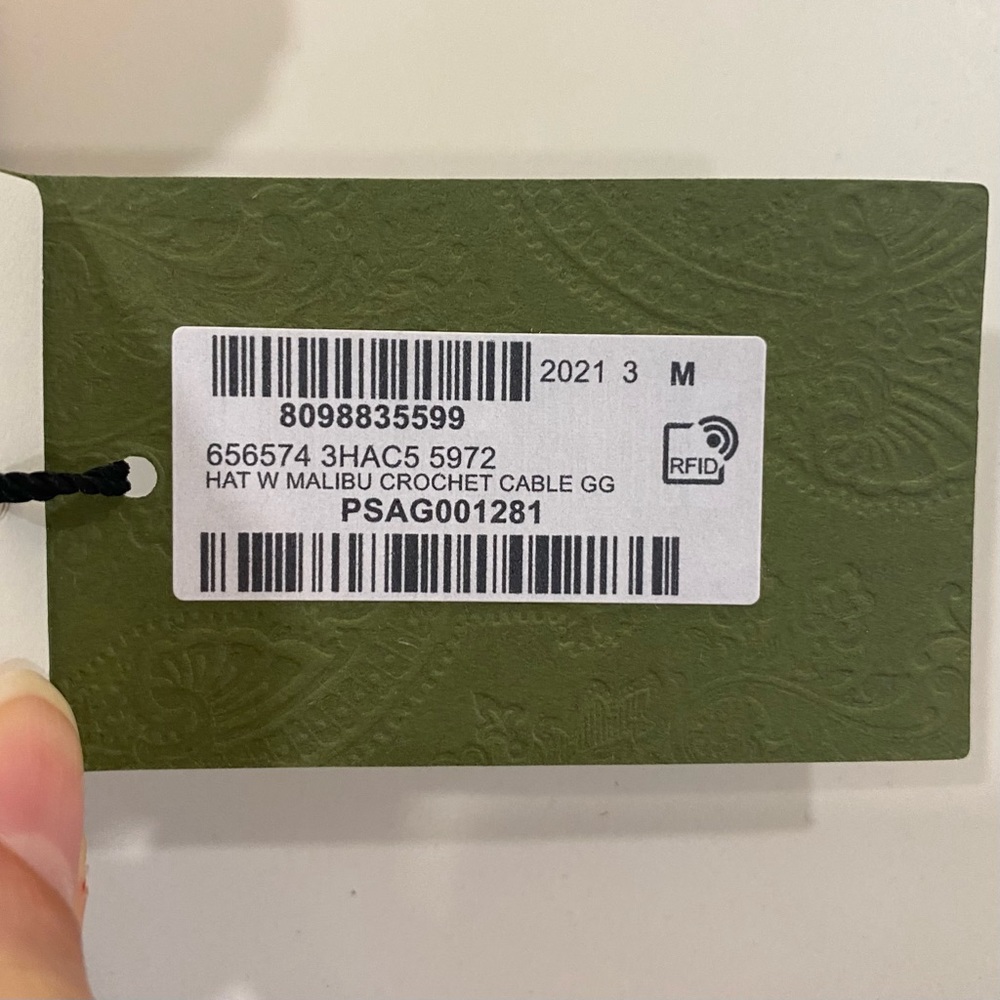 2021 3 M
8098835599
656574 3HAC5 5972
RFID
HAT W MALIBU CROCHET CABLE GG
PSAG001281